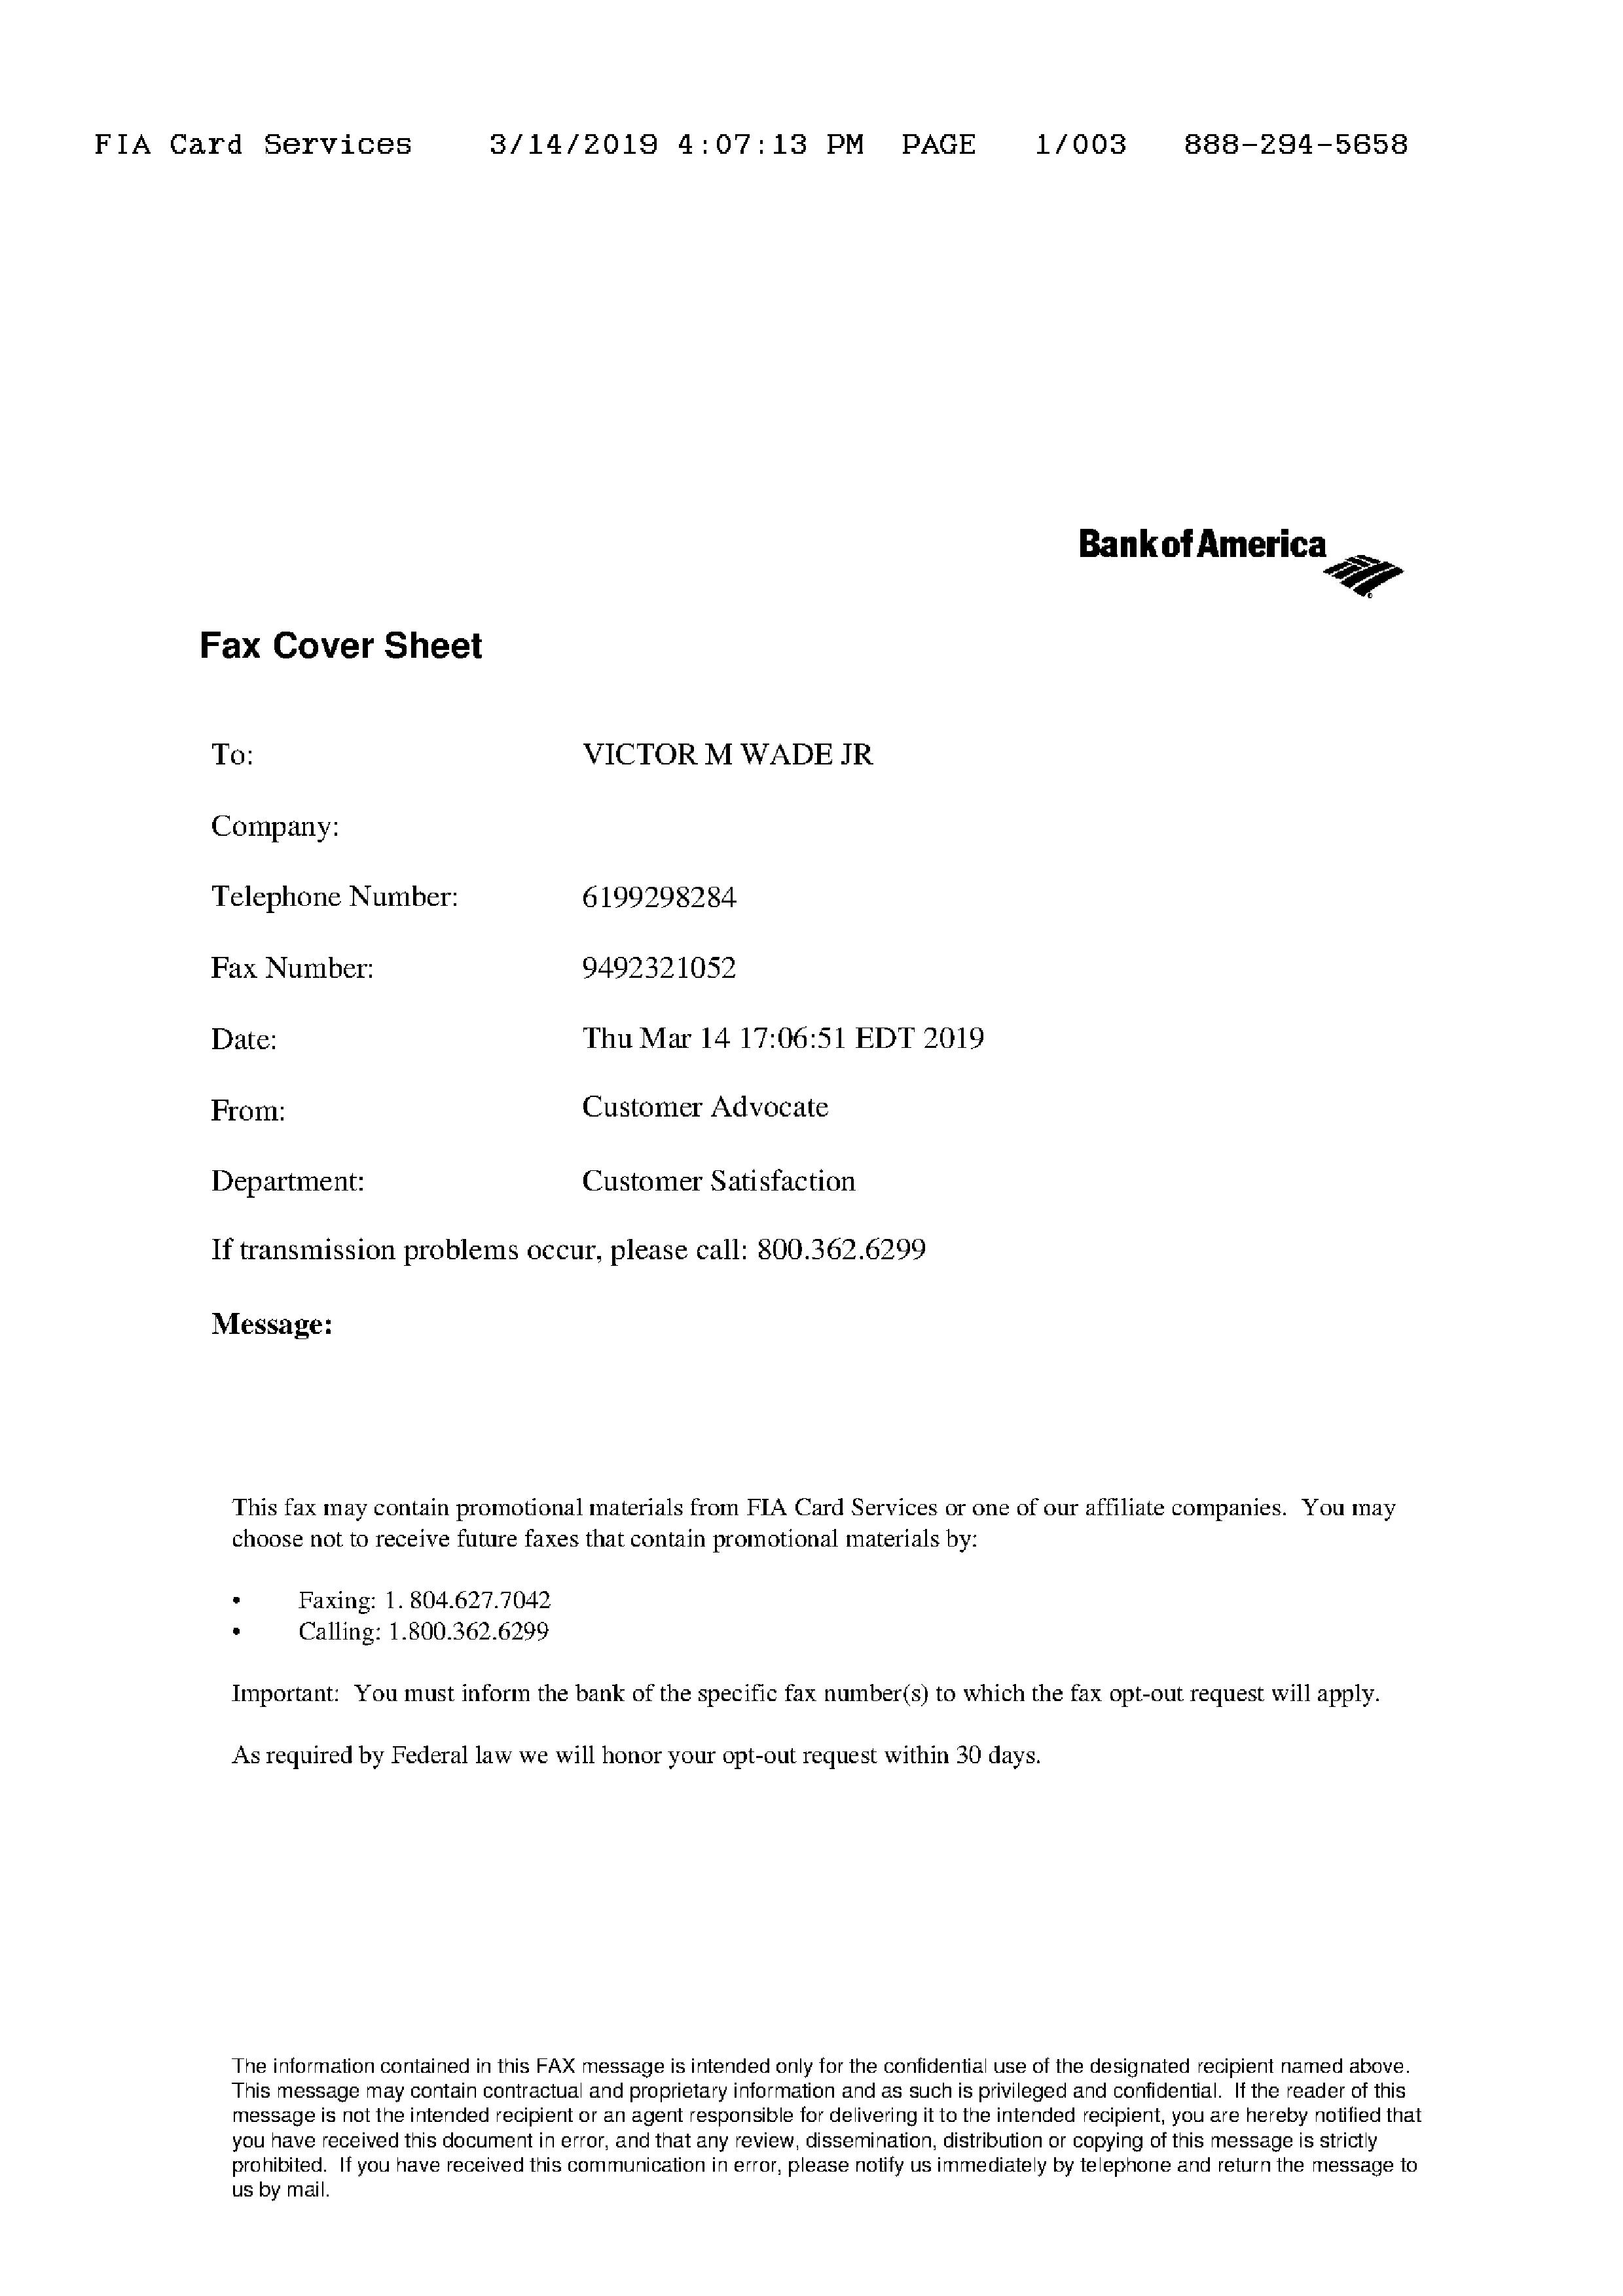 FIA Card Services 3/14/2019 4:07:13 PM PAGE 1/003 888-294-5658
Bank of America
Fax Cover Sheet
To: VICTOR M WADE JR
Company:
Telephone Number: 6199298284
Fax Number: 9492321052
Date: Thu Mar 14 17:06:51 EDT 2019
From: Customer Advocate
Department: Customer Satisfaction
If transmission problems occur, please call: 800.362.6299
Message:
This fax may contain promotional materials from FIA Card Services or one of our affiliate companies. You may
choose not to receive future faxes that contain promotional materials by:
• Faxing: 1. 804.627.7042
• Calling: 1.800.362.6299
Important: You must inform the bank of the specific fax number(s) to which the fax opt-out request will apply.
As required by Federal law we will honor your opt-out request within 30 days.
The information contained in this FAX message is intended only for the confidential use of the designated recipient named above.
This message may contain contractual and proprietary information and as such is privileged and confidential. If the reader of this
message is not the intended recipient or an agent responsible for delivering it to the intended recipient, you are hereby notified that
you have received this document in error, and that any review, dissemination, distribution or copying of this message is strictly
prohibited. If you have received this communication in error, please notify us immediately by telephone and return the message to
us by mail.